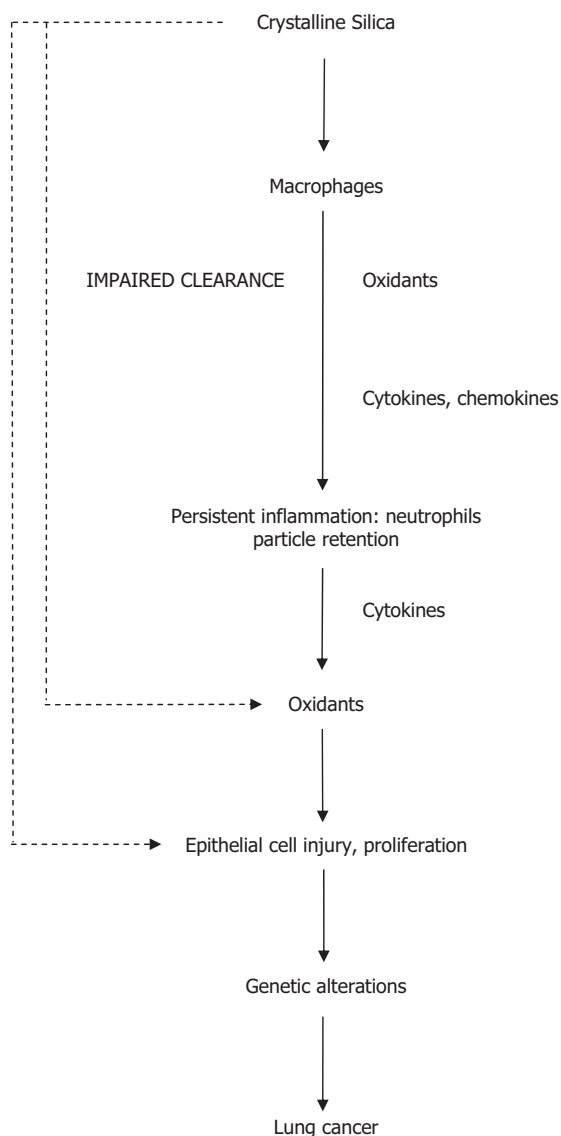 Crystalline Silica
Macrophages
IMPAIRED CLEARANCE
Oxidants
Cytokines, chemokines
Persistent inflammation: neutrophils
particle retention
Cytokines
Oxidants
Epithelial cell injury, proliferation
Genetic alterations
Lung cancer